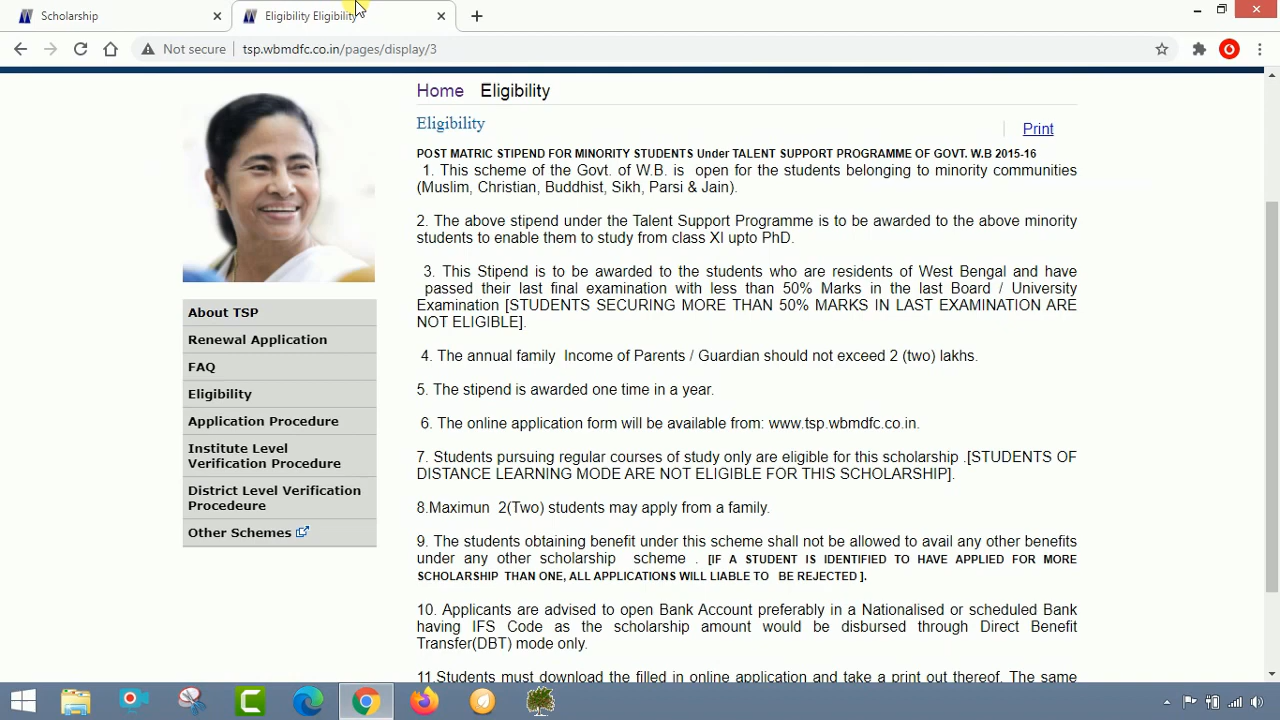 Scholarship
Eligibility Eligibility
Not secure
tsp.wbmdfc.co.in/pages/display/3
Home Eligibility
Eligibility
Print
POST MATRIC STIPEND FOR MINORITY STUDENTS Under TALENT SUPPORT PROGRAMME OF GOVT. W.B 2015-16
1. This scheme of the Govt. of W.B. is open for the students belonging to minority communities
(Muslim, Christian, Buddhist, Sikh, Parsi & Jain).
2. The above stipend under the Talent Support Programme is to be awarded to the above minority
students to enable them to study from class XI upto PhD.
3. This Stipend is to be awarded to the students who are residents of West Bengal and have
passed their last final examination with less than 50% Marks in the last Board / University
Examination [STUDENTS SECURING MORE THAN 50% MARKS IN LAST EXAMINATION ARE
NOT ELIGIBLE].
4. The annual family Income of Parents / Guardian should not exceed 2 (two) lakhs.
5. The stipend is awarded one time in a year.
6. The online application form will be available from: www.tsp.wbmdfc.co.in.
7. Students pursuing regular courses of study only are eligible for this scholarship .[STUDENTS OF
DISTANCE LEARNING MODE ARE NOT ELIGIBLE FOR THIS SCHOLARSHIP].
8.Maximun 2(Two) students may apply from a family.
9. The students obtaining benefit under this scheme shall not be allowed to avail any other benefits
under any other scholarship scheme . [IF A STUDENT IS IDENTIFIED TO HAVE APPLIED FOR MORE
SCHOLARSHIP THAN ONE, ALL APPLICATIONS WILL LIABLE TO BE REJECTED ].
10. Applicants are advised to open Bank Account preferably in a Nationalised or scheduled Bank
having IFS Code as the scholarship amount would be disbursed through Direct Benefit
Transfer(DBT) mode only.
11.Students must download the filled in online application and take a print out thereof. The same
About TSP
Renewal Application
FAQ
Eligibility
Application Procedure
Institute Level
Verification Procedure
District Level Verification
Procedeure
Other Schemes